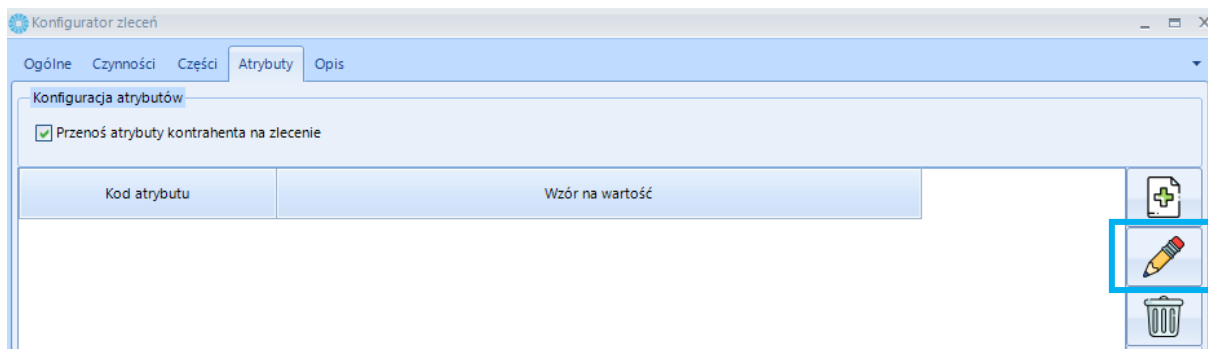 Konfigurator zleceń
Ogólne Czynności Części Atrybuty Opis
Konfiguracja atrybutów
Przenoś atrybuty kontrahenta na zlecenie
Kod atrybutu Wzór na wartość